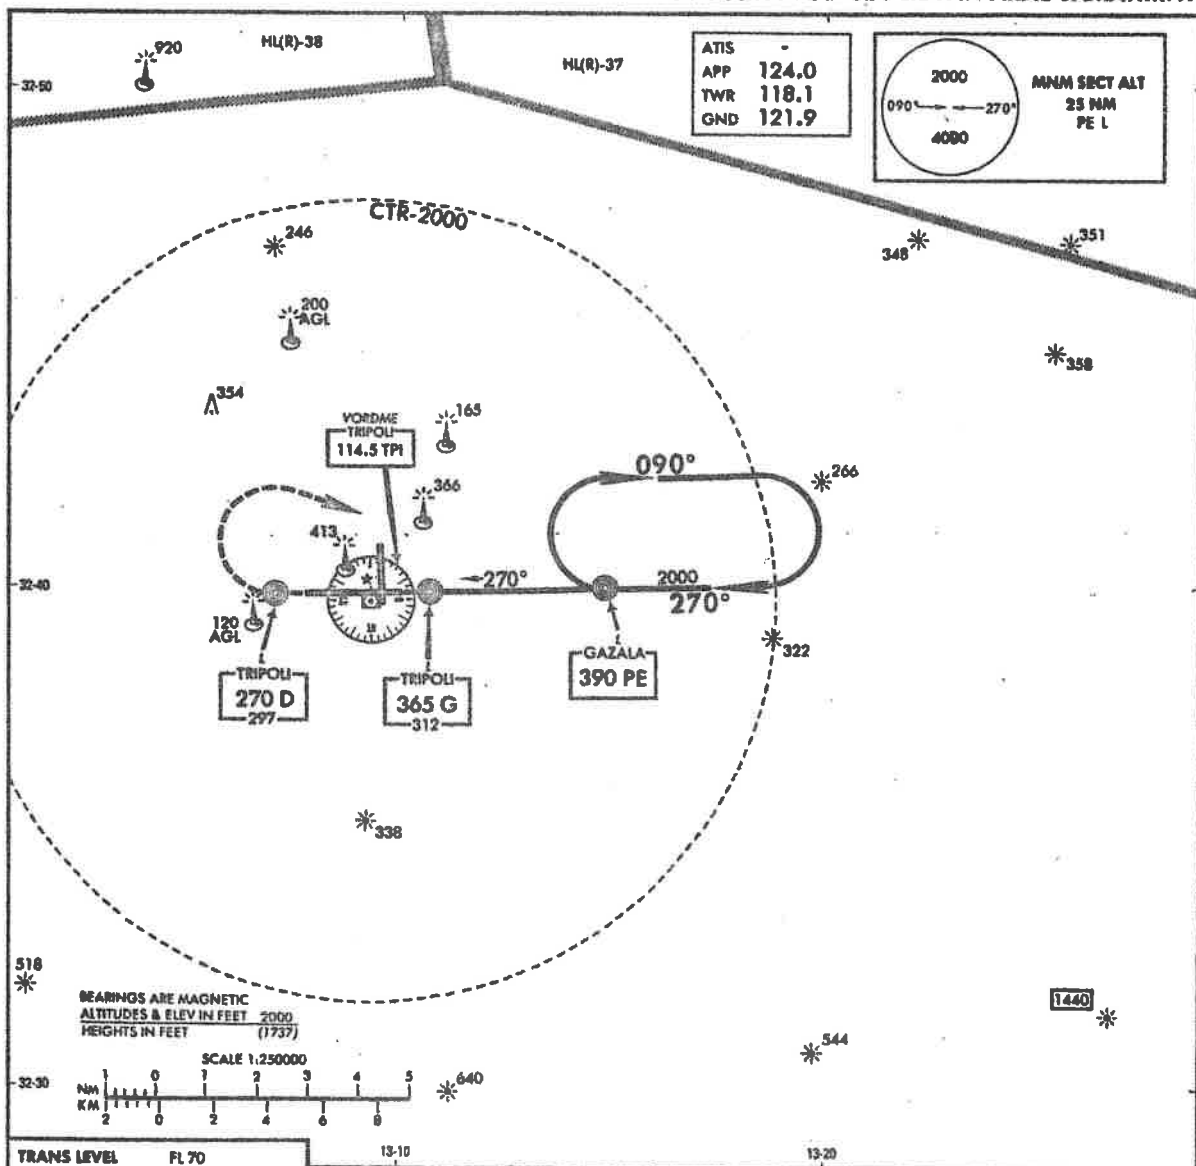 920
HL(R)-38
HL(R)-37
ATIS -
APP 124.0
TWR 118.1
GND 121.9
2000
090° 270°
4000
MNM SECT ALT
25 NM
PE L
32-50
CTR-2000
246
348
351
200
AGL
358
354
VORDME
TRIPOLI
114.5 TPI
165
090°
266
366
413
32-40
270°
2000
270°
120
AGL
322
TRIPOLI
270 D
297
TRIPOLI
365 G
312
GAZALA
390 PE
338
518
BEARINGS ARE MAGNETIC
ALTITUDES & ELEV IN FEET 2000
HEIGHTS IN FEET (1737)
1440
SCALE 1:250000
544
NM 1 0 1 2 3 4 5
KM 2 0 2 4 6 8
640
32-30
13-10
13-20
TRANS LEVEL FL 70